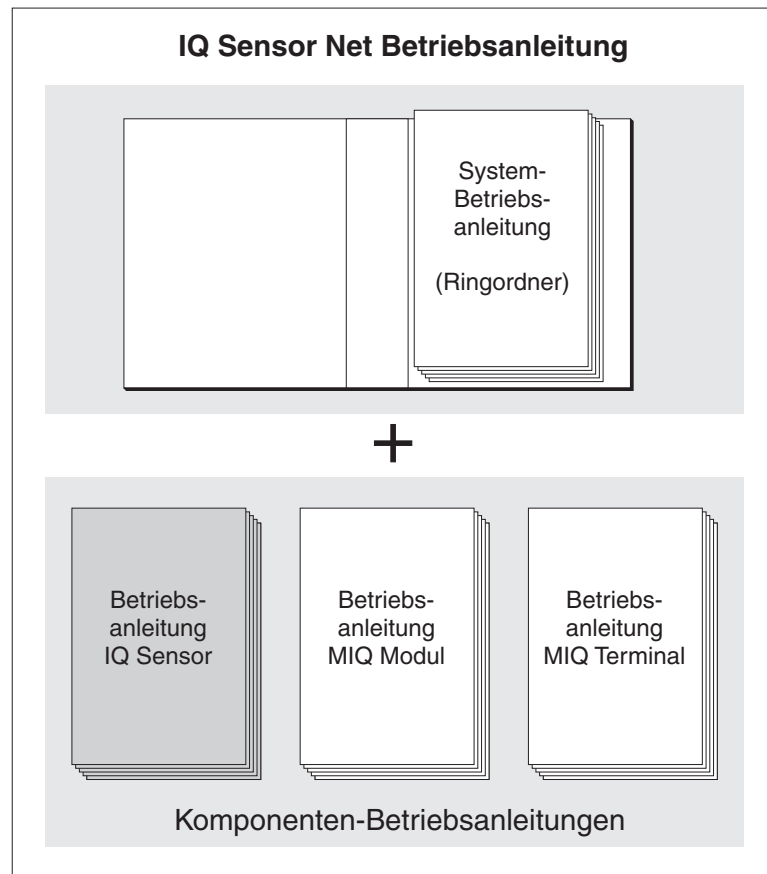 IQ Sensor Net Betriebsanleitung
System-
Betriebs-
anleitung
(Ringordner)
+
Betriebs-
anleitung
IQ Sensor
Betriebs-
anleitung
MIQ Modul
Betriebs-
anleitung
MIQ Terminal
Komponenten-Betriebsanleitungen